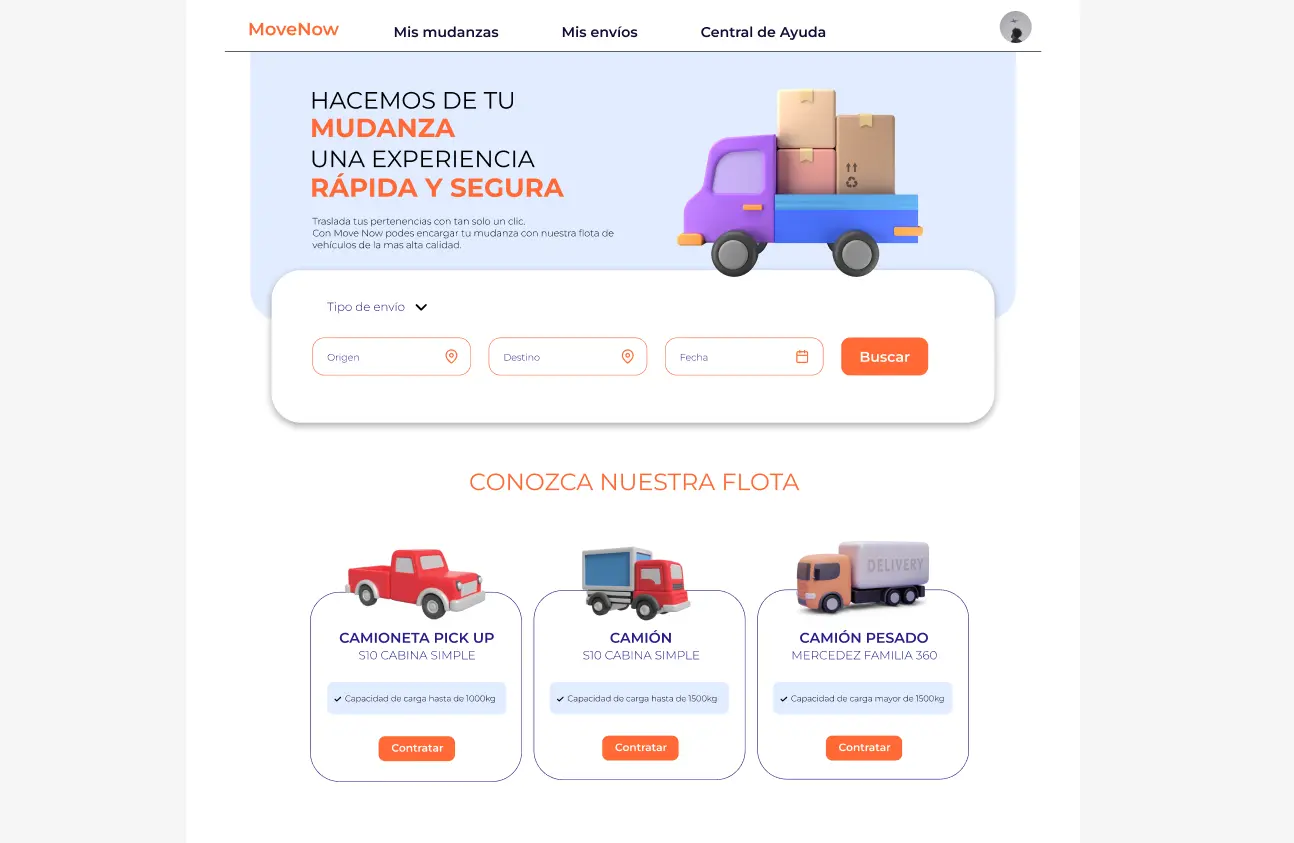 MoveNow
Mis mudanzas
Mis envíos
Central de Ayuda
HACEMOS DE TU
MUDANZA
UNA EXPERIENCIA
RÁPIDA Y SEGURA
Traslada tus pertenencias con tan solo un clic.
Con Move Now podes encargar tu mudanza con nuestra flota de
vehículos de la mas alta calidad.
Tipo de envío
Origen
Destino
Fecha
Buscar
CONOZCA NUESTRA FLOTA
DELIVERY
CAMIONETA PICK UP
S10 CABINA SIMPLE
Capacidad de carga hasta de 1000kg
Contratar
CAMIÓN
S10 CABINA SIMPLE
Capacidad de carga hasta de 1500kg
Contratar
CAMIÓN PESADO
MERCEDEZ FAMILIA 360
Capacidad de carga mayor de 1500kg
Contratar